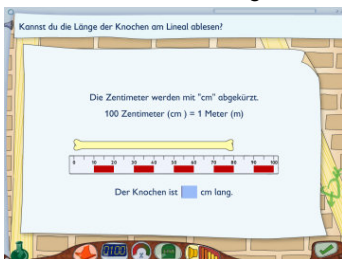 Kannst du die Länge der Knochen am Lineal ablesen?
Die Zentimeter werden mit "cm" abgekürzt.
100 Zentimeter (cm ) = 1 Meter (m)
0 10 20 30 40 50 60 70 80 90 100
Der Knochen ist cm lang.